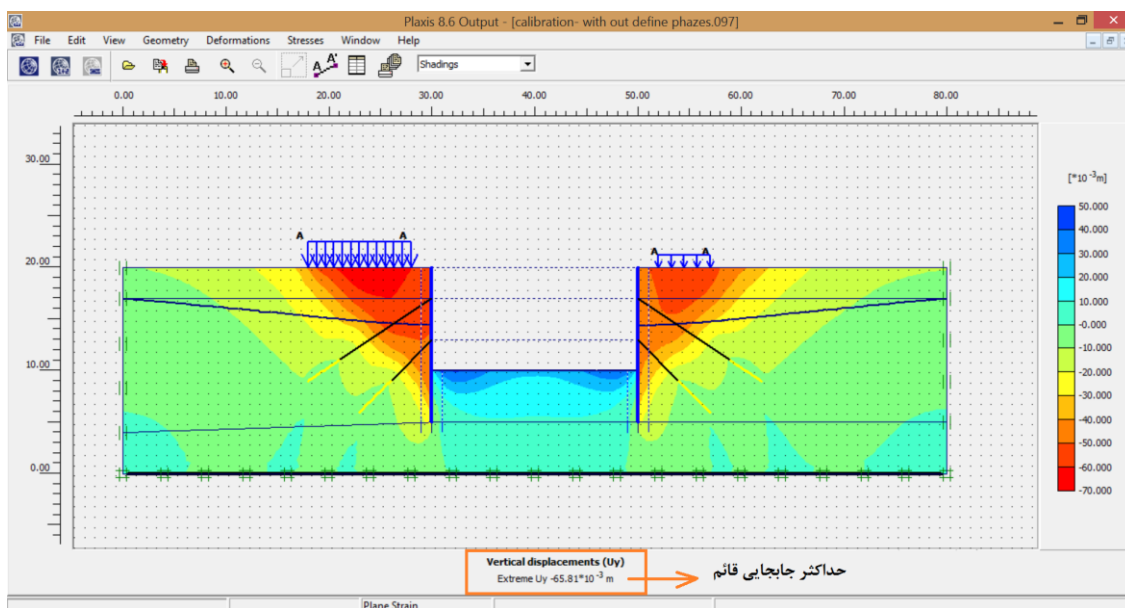 Plaxis 8.6 Output - [calibration- with out define phazes.097]
File Edit View Geometry Deformations Stresses Window Help
Shadings
0.00 10.00 20.00 30.00 40.00 50.00 60.00 70.00 80.00
30.00
20.00
10.00
0.00
A A A A
[*10 -3 m]
50.000
40.000
30.000
20.000
10.000
-0.000
-10.000
-20.000
-30.000
-40.000
-50.000
-60.000
-70.000
Vertical displacements (Uy)
Extreme Uy -65.81*10 -3 m
حداکثر جابجایی قائم
Plane Strain